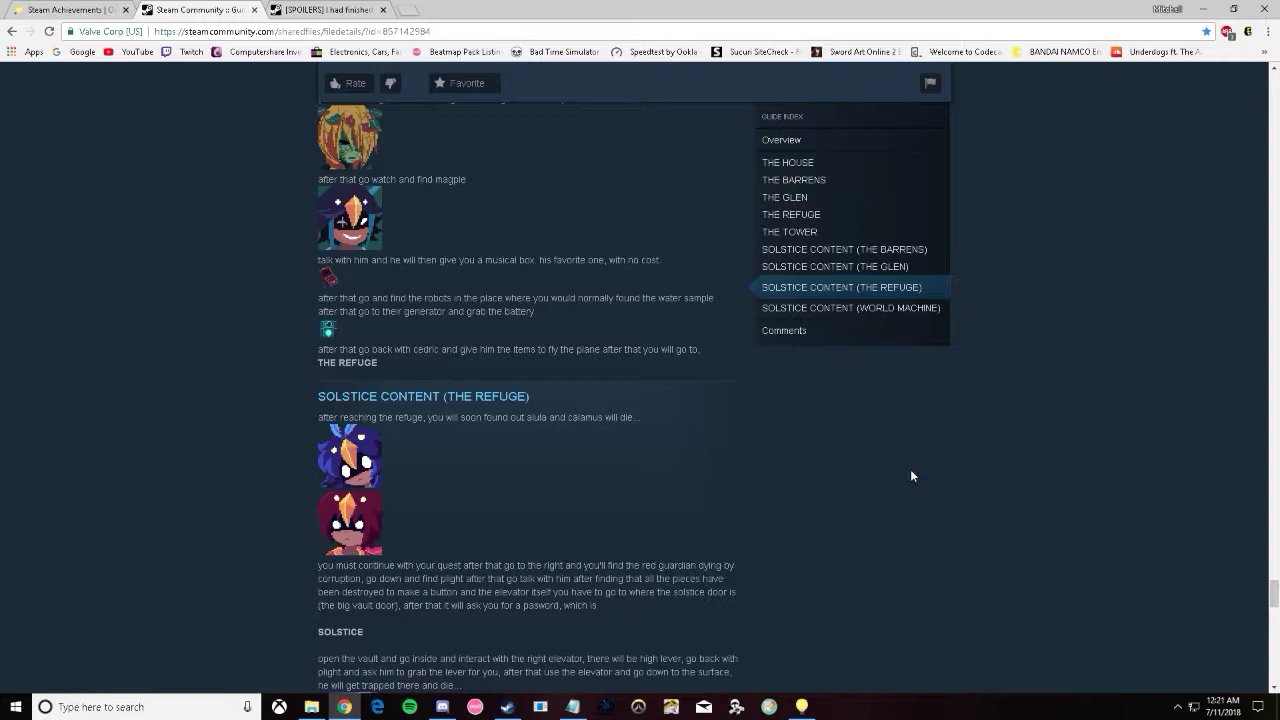 Steam Achievements | O
Steam Community :: Gui
[SPOILERS] I had finished
Mitchell
Valve Corp [US] | https://steamcommunity.com/sharedfiles/filedetails/?id=857142984
Apps
Google
YouTube
Twitch
Computershare Inve
Epidemic Sound
Beatmap Pack Listing
Bad Time Simulator
Speedtest by Ookla
Sucuri SiteCheck - Fr
Sword Art Online 2 E
Welcome to Codeca
BANDAI NAMCO En
Underdogs ft. The A
Rate
Favorite
GUIDE INDEX
Overview
THE HOUSE
THE BARRENS
THE GLEN
THE REFUGE
THE TOWER
SOLSTICE CONTENT (THE BARRENS)
SOLSTICE CONTENT (THE GLEN)
SOLSTICE CONTENT (THE REFUGE)
SOLSTICE CONTENT (WORLD MACHINE)
Comments
after that go watch and find magpie
talk with him and he will then give you a musical box. his favorite one, with no cost.
after that go and find the robots in the place where you would normally found the water sample
after that go to their generator and grab the battery
after that go back with cedric and give him the items to fly the plane after that you will go to,
THE REFUGE
SOLSTICE CONTENT (THE REFUGE)
after reaching the refuge, you will soon found out alula and calamus will die...
you must continue with your quest after that go to the right and you'll find the red guardian dying by
corruption, go down and find plight after that go talk with him after finding that all the pieces have
been destroyed to make a button and the elevator itself you have to go to where the solstice door is
(the big vault door), after that it will ask you for a pasword, which is
SOLSTICE
open the vault and go inside and interact with the right elevator, there will be high lever, go back with
plight and ask him to grab the lever for you, after that use the elevator and go down to the surface,
he will get trapped there and die...
Type here to search
12:21 AM
7/11/2018